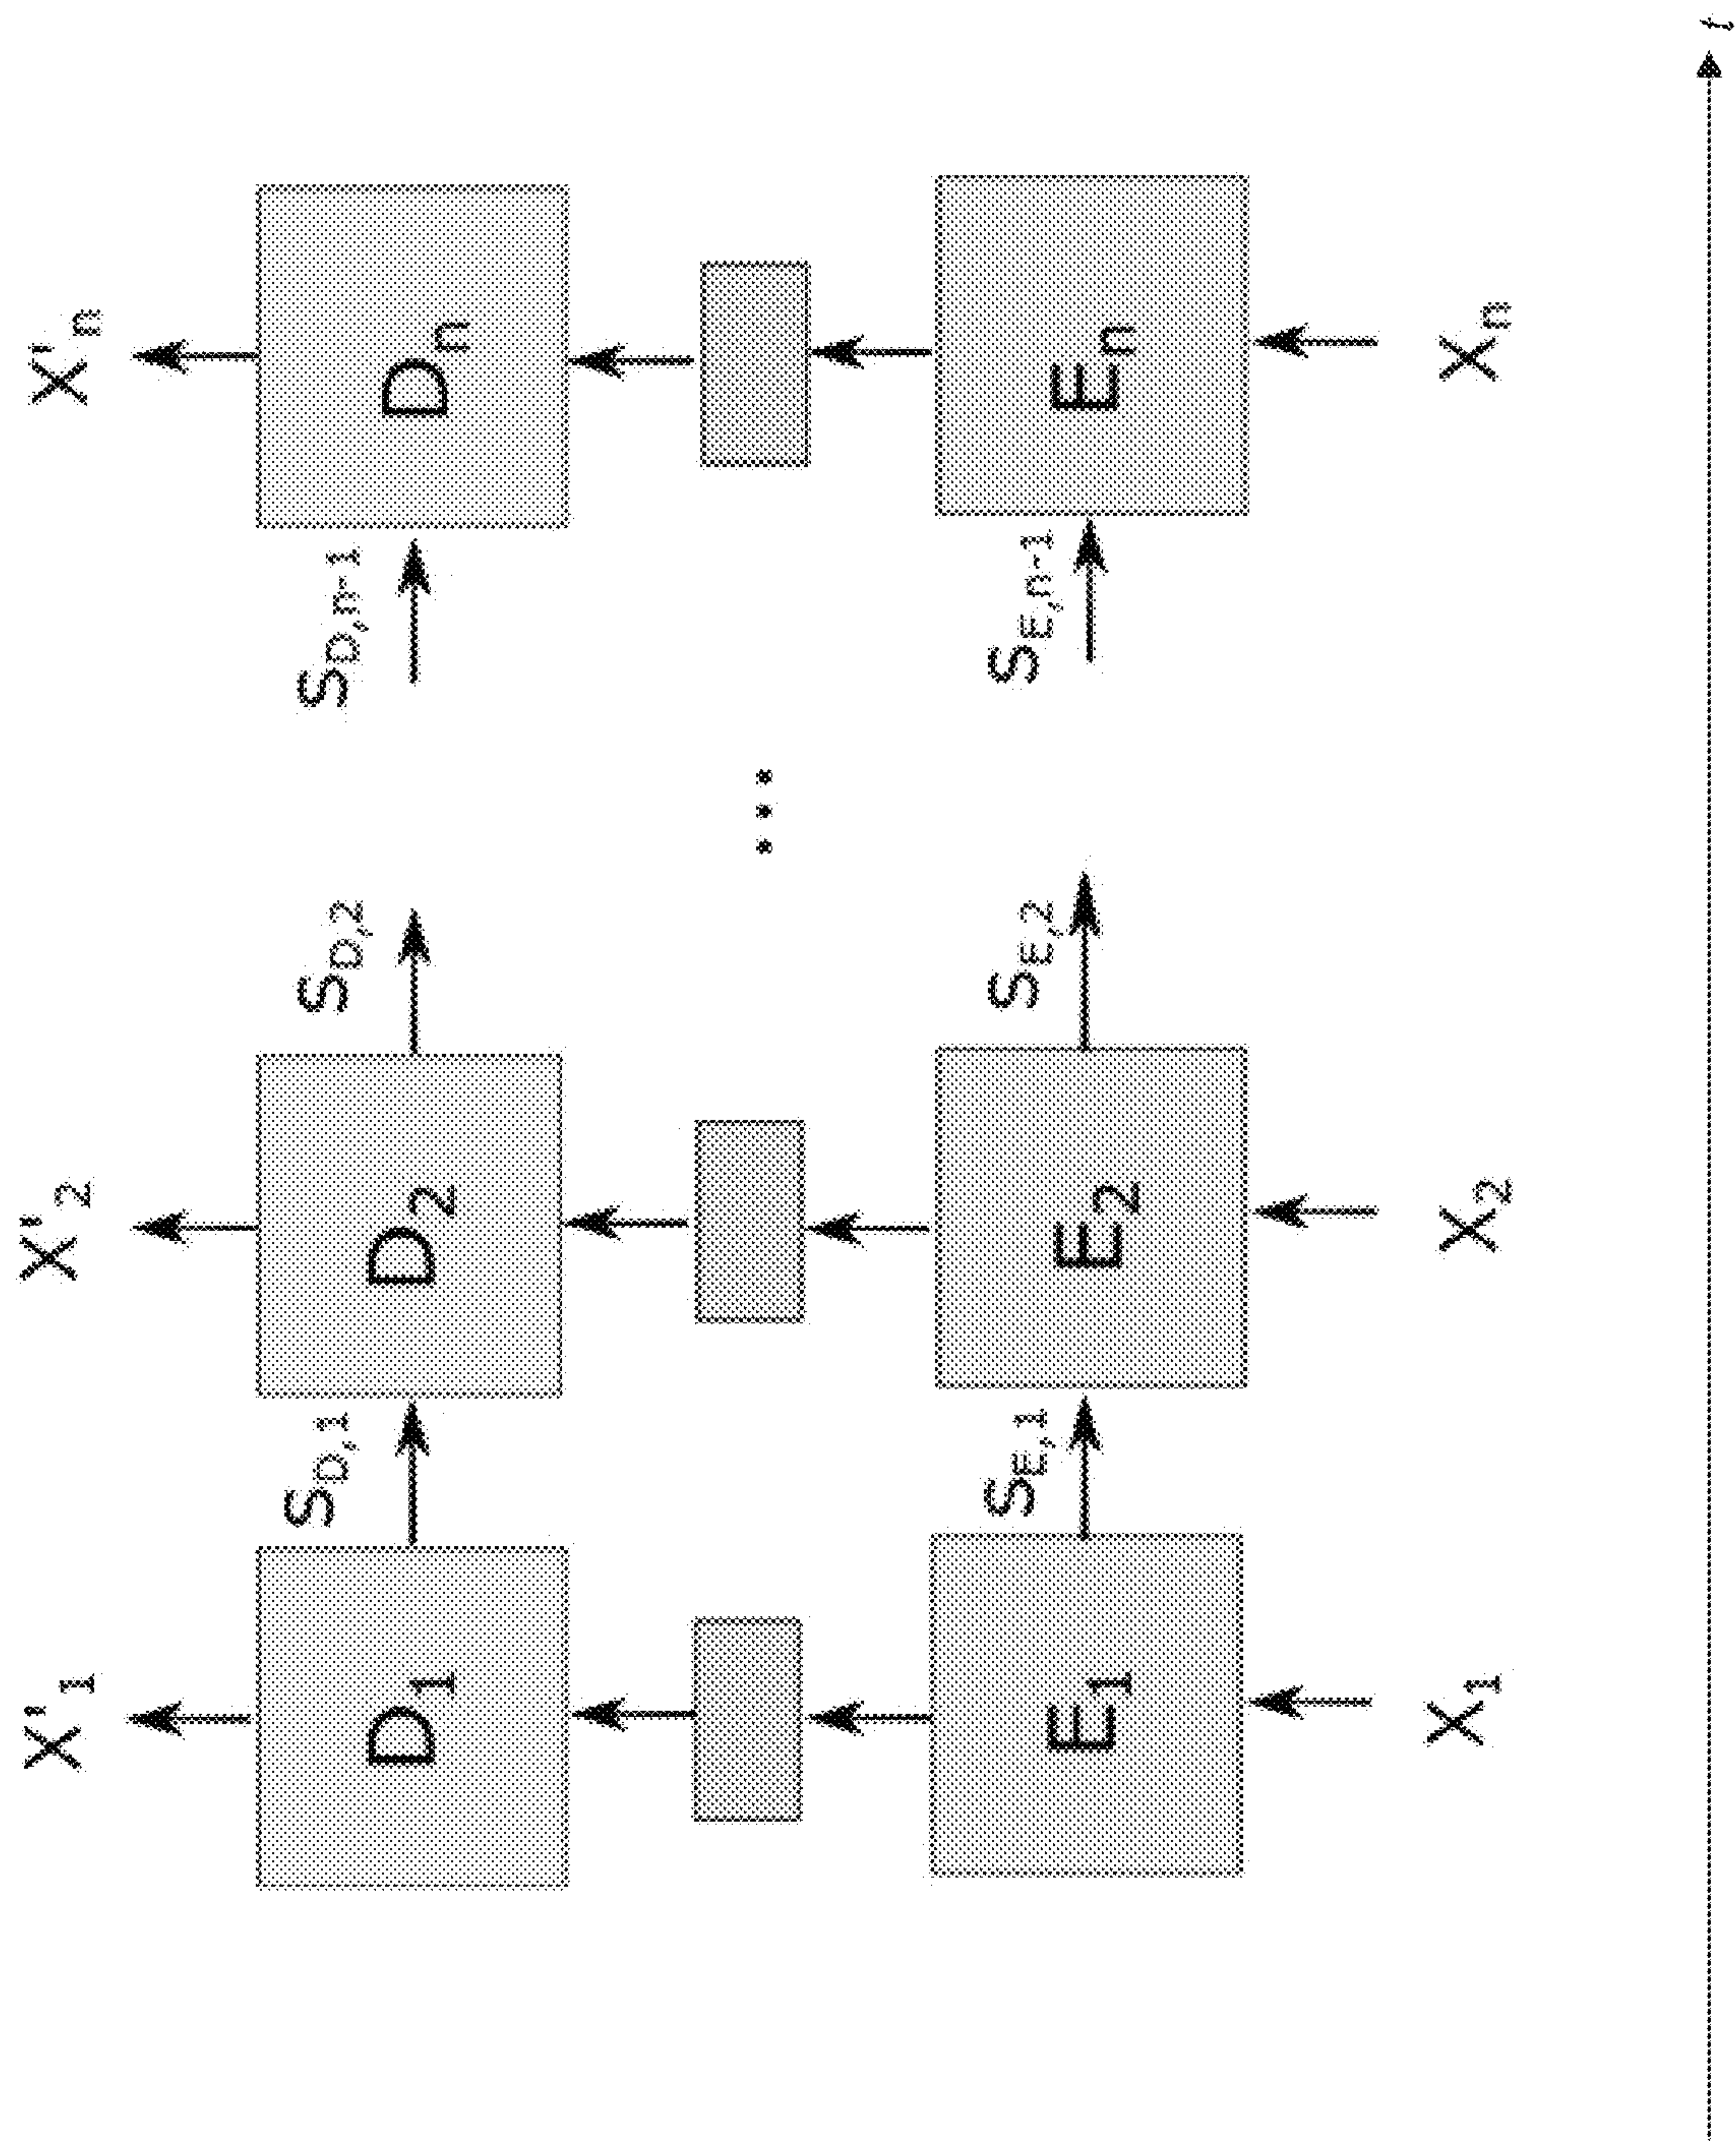 X'1 X'2 X'n
SD,1 SD,2 SD,n-1
D1 D2 Dn
...
SE,1 SE,2 SE,n-1
E1 E2 En
X1 X2 Xn
t